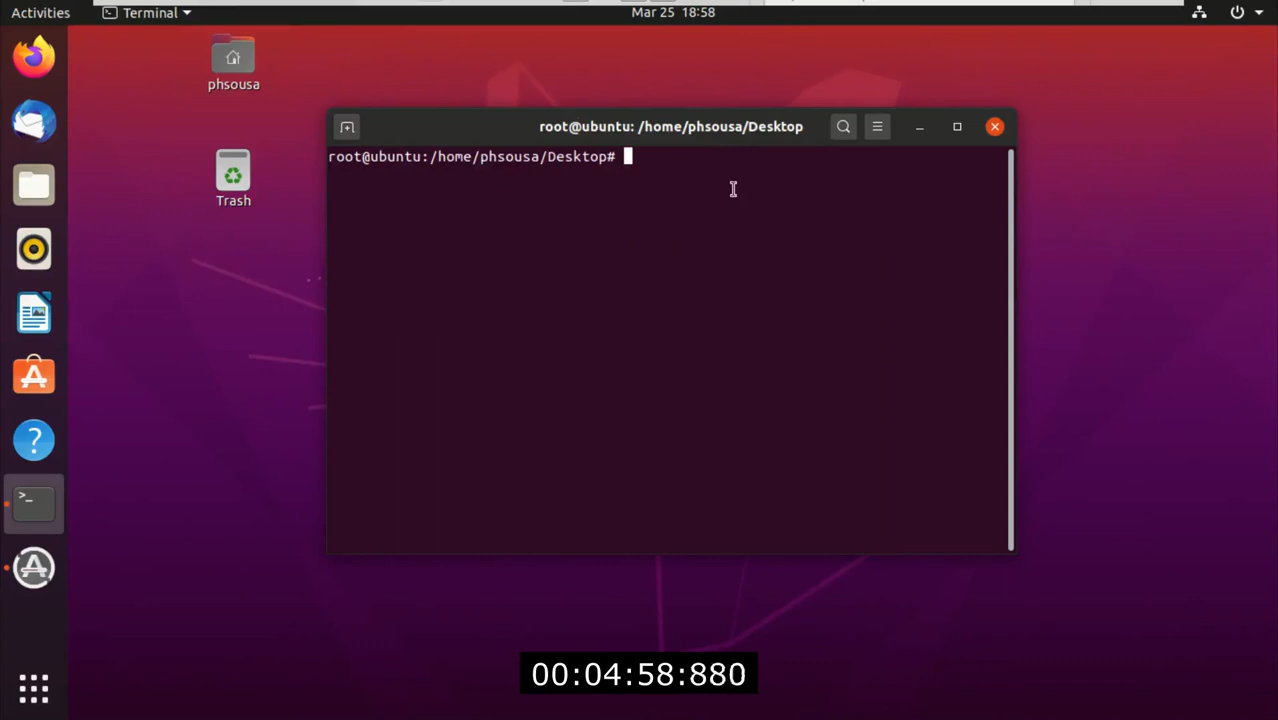 Activities
Terminal
Mar 25 18:58
phsousa
Trash
root@ubuntu: /home/phsousa/Desktop
root@ubuntu:/home/phsousa/Desktop#
00:04:58:880